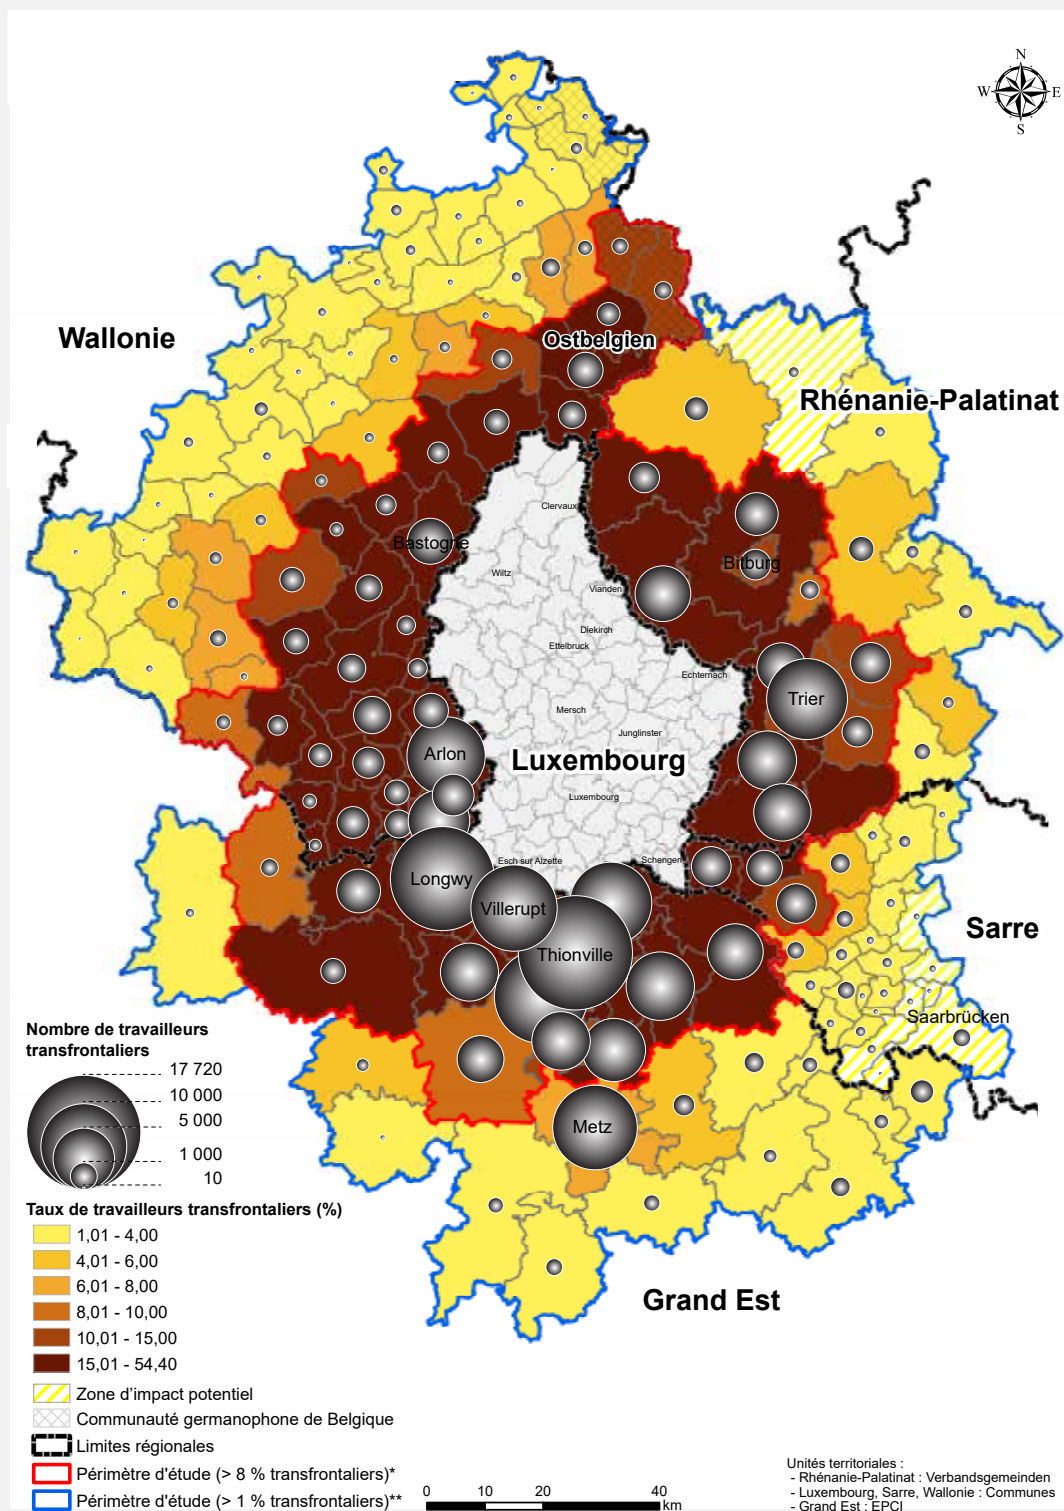 N
W
E
S
Wallonie
Ostbelgien
Rhénanie-Palatinat
Clervaux
Bastogne
Bitburg
Wiltz
Vianden
Diekirch
Ettelbruck
Echternach
Trier
Mersch
Junglinster
Arlon
Luxembourg
Luxembourg
Esch sur Alzette
Schengen
Longwy
Villerupt
Sarre
Thionville
Saarbrücken
Metz
Grand Est
Nombre de travailleurs
transfrontaliers
17 720
10 000
5 000
1 000
10
Taux de travailleurs transfrontaliers (%)
1,01 - 4,00
4,01 - 6,00
6,01 - 8,00
8,01 - 10,00
10,01 - 15,00
15,01 - 54,40
Zone d'impact potentiel
Communauté germanophone de Belgique
Limites régionales
Périmètre d'étude (> 8 % transfrontaliers)*
Périmètre d'étude (> 1 % transfrontaliers)**
0 10 20 40
km
Unités territoriales :
- Rhénanie-Palatinat : Verbandsgemeinden
- Luxembourg, Sarre, Wallonie : Communes
- Grand Est : EPCI